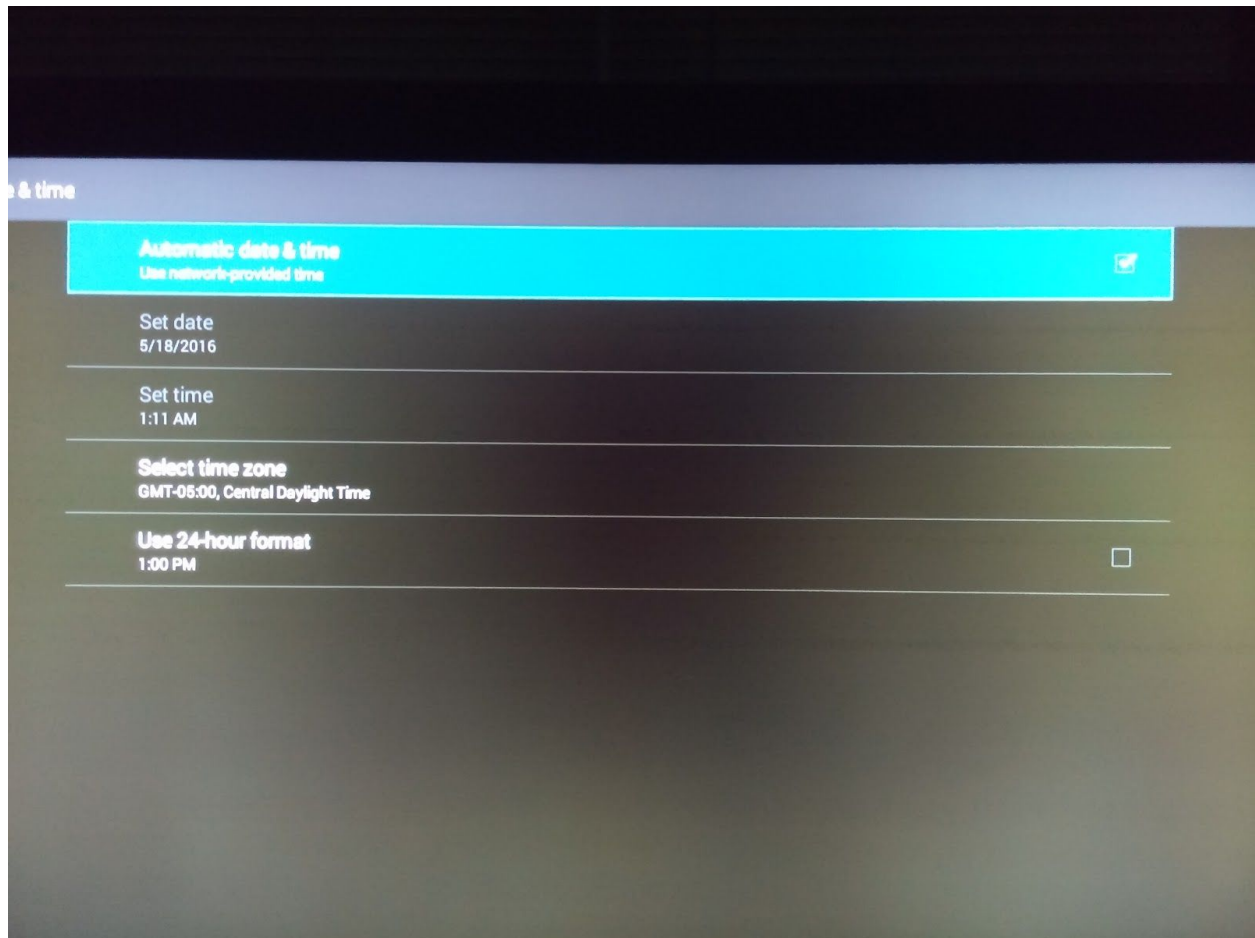 e & time
Automatic date & time
Use network-provided time
Set date
5/18/2016
Set time
1:11 AM
Select time zone
GMT-05:00, Central Daylight Time
Use 24-hour format
1:00 PM